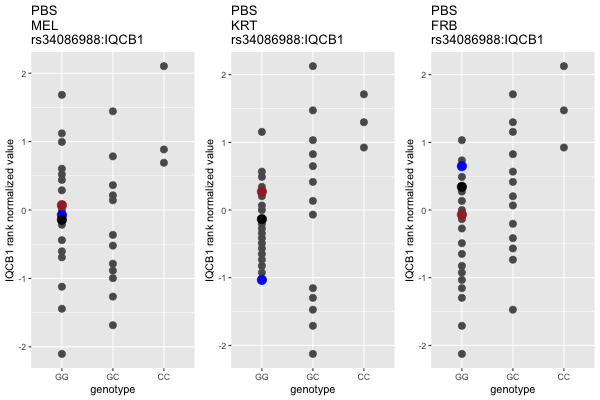 PBS
MEL
rs34086988:IQCB1
IQCB1 rank normalized value
2
1
0
-1
-2
GG
GC
CC
genotype
PBS
KRT
rs34086988:IQCB1
IQCB1 rank normalized value
2
1
0
-1
-2
GG
GC
CC
genotype
PBS
FRB
rs34086988:IQCB1
IQCB1 rank normalized value
2
1
0
-1
-2
GG
GC
CC
genotype